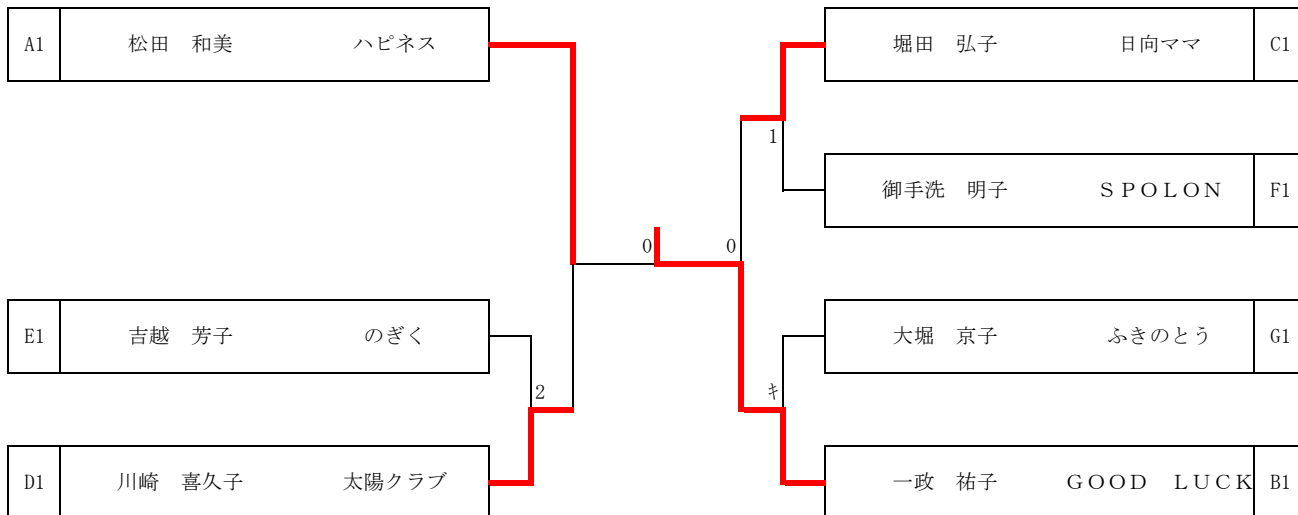 A1 松田　和美 ハピネス
堀田　弘子 日向ママ C1
1
御手洗　明子 ＳＰＯＬＯＮ F1
0 0
E1 吉越　芳子 のぎく
大堀　京子 ふきのとう G1
2 ｷ
D1 川崎　喜久子 太陽クラブ
一政　祐子 ＧＯＯＤ　ＬＵＣＫ B1